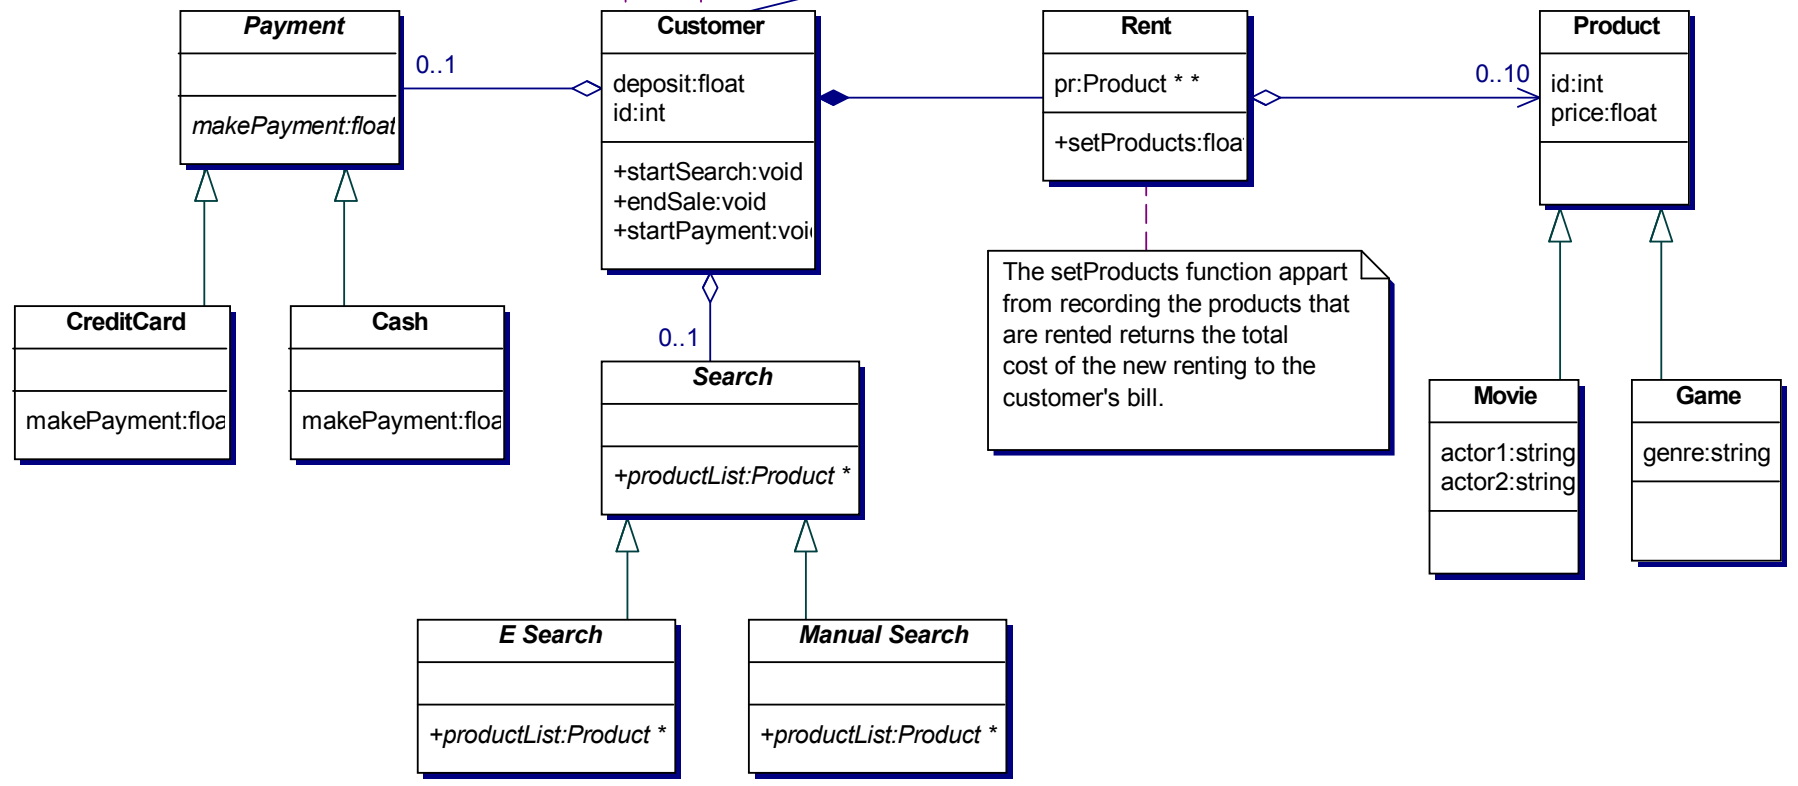 Payment
makePayment:float
0..1
Customer
deposit:float
id:int
+startSearch:void
+endSale:void
+startPayment:voi
Rent
pr:Product * *
+setProducts:floa
0..10
Product
id:int
price:float
The setProducts function appart
from recording the products that
are rented returns the total
cost of the new renting to the
customer's bill.
CreditCard
makePayment:floa
Cash
makePayment:floa
0..1
Search
+productList:Product *
Movie
actor1:string
actor2:string
Game
genre:string
E Search
+productList:Product *
Manual Search
+productList:Product *